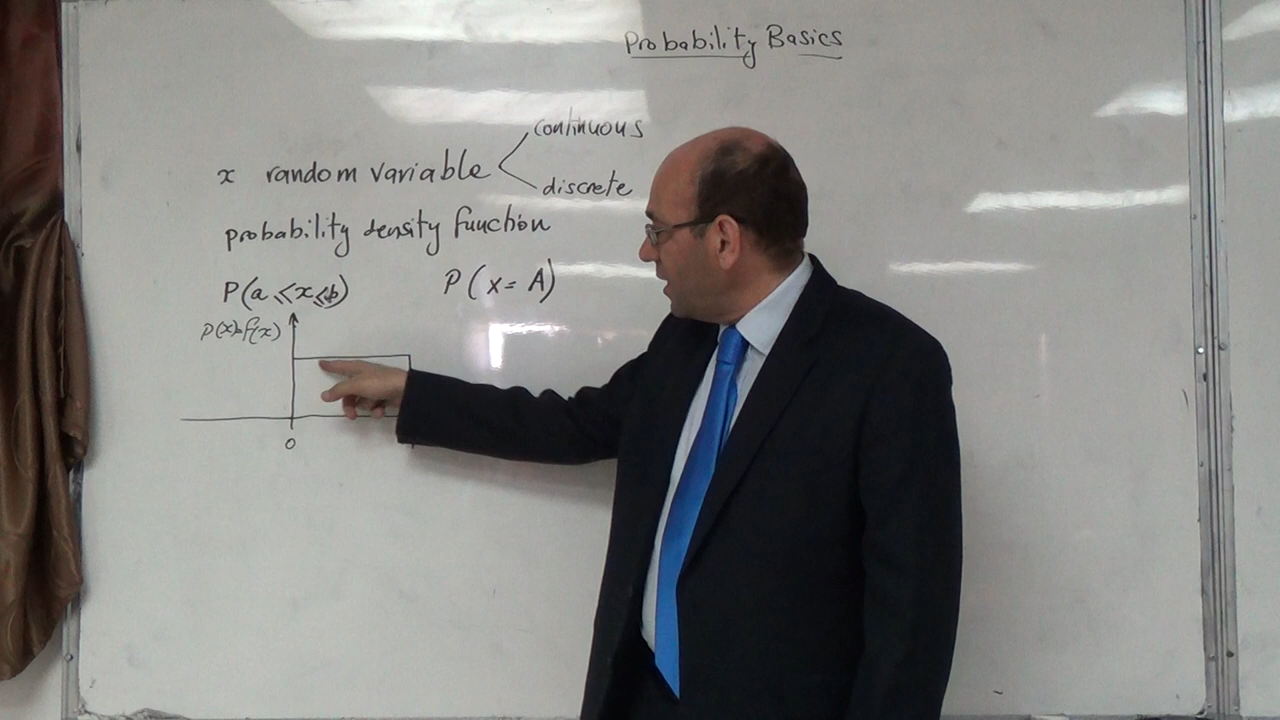 Probability Basics
continuous
x random variable
discrete
probability density function
P(a ≤ x ≤ b) P(x = A)
P(x)=f(x)
0